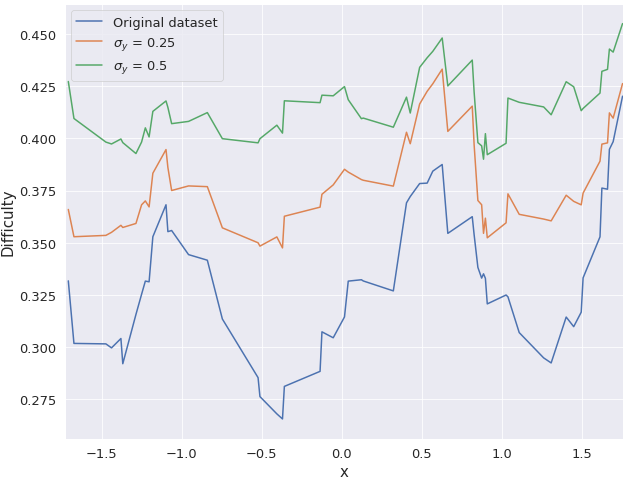 Original dataset
σy = 0.25
σy = 0.5
0.450
0.425
0.400
0.375
0.350
0.325
0.300
0.275
Difficulty
−1.5 −1.0 −0.5 0.0 0.5 1.0 1.5
x